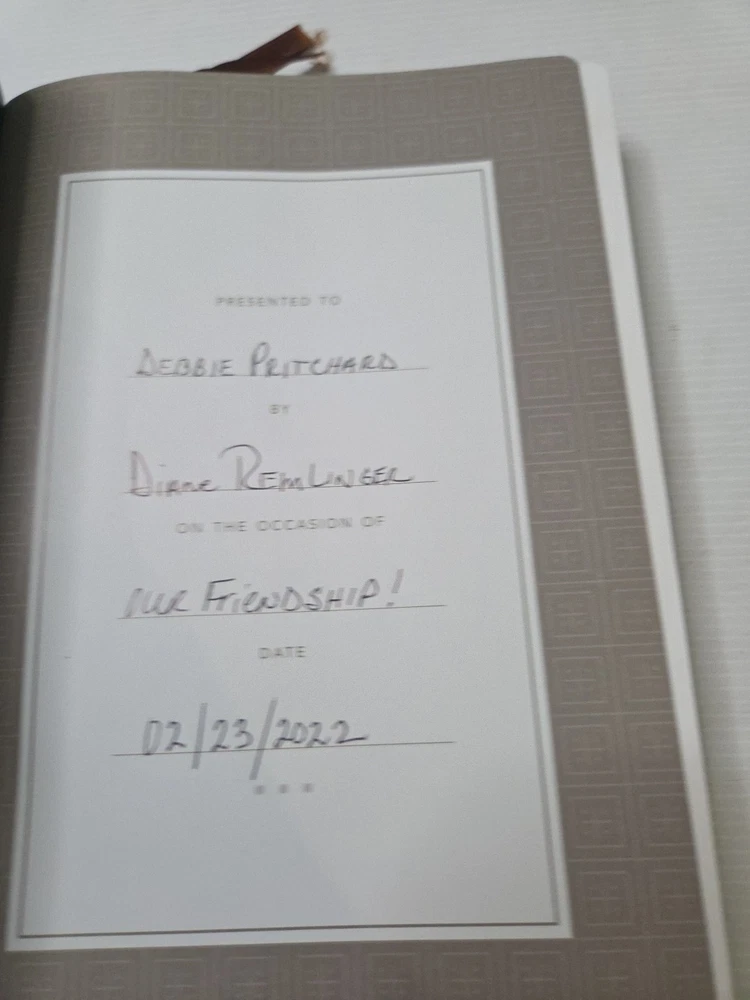 PRESENTED TO
DEBBIE PRITCHARD
BY
Diane REMLINGER
ON THE OCCASION OF
OUR FRiENDSHIP!
DATE
02/23/2022